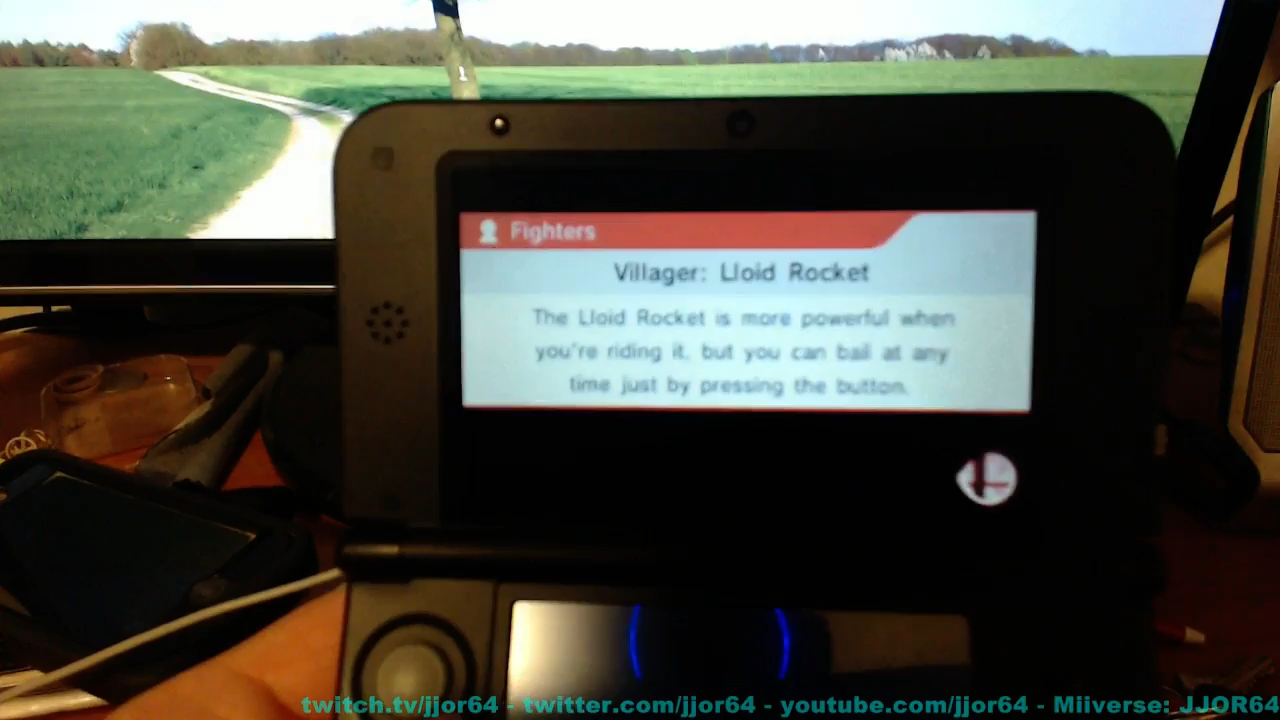 1
Fighters
Villager: Lloid Rocket
The Lloid Rocket is more powerful when
you're riding it, but you can bail at any
time just by pressing the button.
twitch.tv/jjor64 - twitter.com/jjor64 - youtube.com/jjor64 - Miiverse: JJOR64